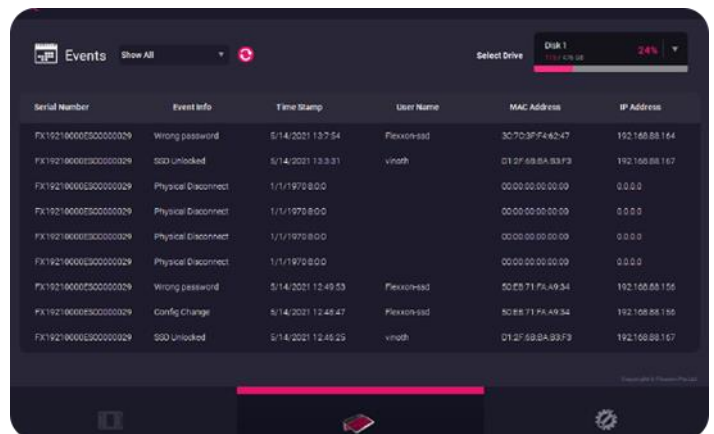 Events Show All Select Drive Disk 1 24%
Serial Number Event Info Time Stamp User Name MAC Address IP Address
FX19210000ES00000029 Wrong password 5/14/2021 13:7:54 Flexxon-ssd 3C:7C:3F:F4:62:47 192.168.88.164
FX19210000ES00000029 SSD Unlocked 5/14/2021 13:3:31 vinoth D1:2F:6B:BA:B3:F3 192.168.88.167
FX19210000ES00000029 Physical Disconnect 1/1/1970 8:0:0 00:00:00:00:00:00 0.0.0.0
FX19210000ES00000029 Physical Disconnect 1/1/1970 8:0:0 00:00:00:00:00:00 0.0.0.0
FX19210000ES00000029 Physical Disconnect 1/1/1970 8:0:0 00:00:00:00:00:00 0.0.0.0
FX19210000ES00000029 Physical Disconnect 1/1/1970 8:0:0 00:00:00:00:00:00 0.0.0.0
FX19210000ES00000029 Wrong password 5/14/2021 12:49:53 Flexxon-ssd 50:EB:71:FA:A9:34 192.168.88.156
FX19210000ES00000029 Config Change 5/14/2021 12:48:47 Flexxon-ssd 50:EB:71:FA:A9:34 192.168.88.156
FX19210000ES00000029 SSD Unlocked 5/14/2021 12:46:25 vinoth D1:2F:6B:BA:B3:F3 192.168.88.167